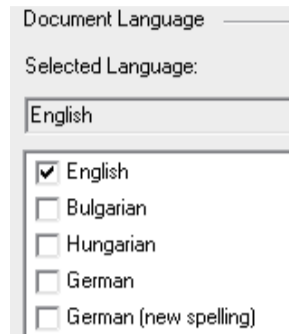 Document Language
Selected Language:
English
English
Bulgarian
Hungarian
German
German (new spelling)